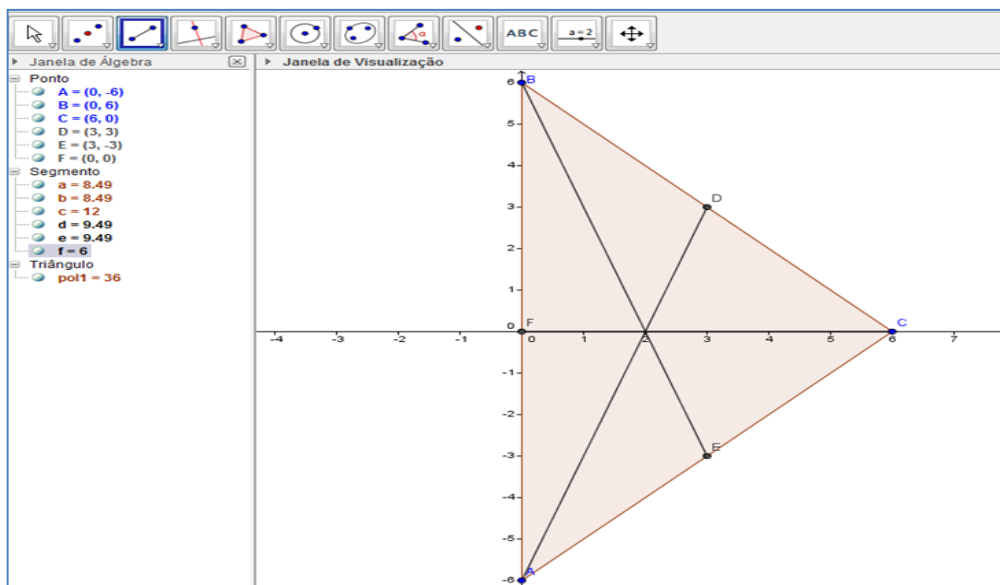 ABC a=2
Janela de Álgebra Janela de Visualização
Ponto
A = (0, -6)
B = (0, 6)
C = (6, 0)
D = (3, 3)
E = (3, -3)
F = (0, 0)
Segmento
a = 8.49
b = 8.49
c = 12
d = 9.49
e = 9.49
f = 6
Triângulo
pol1 = 36
6 B
5
4
3 D
2
1
0 F C
-4 -3 -2 -1 0 1 2 3 4 5 6 7
-1
-2
-3 E
-4
-5
-6 A